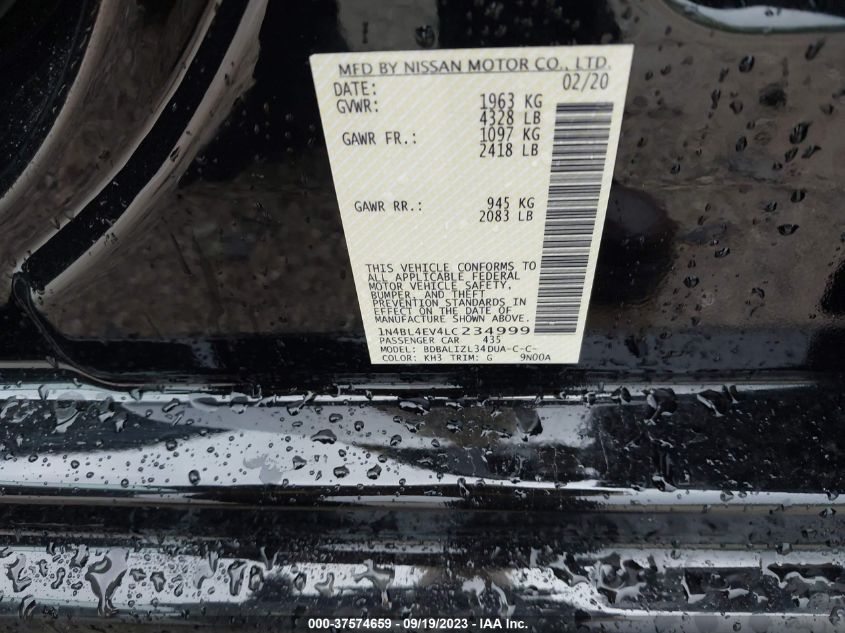 MFD BY NISSAN MOTOR CO., LTD.
DATE: 02/20
GVWR: 1963 KG
4328 LB
GAWR FR.: 1097 KG
2418 LB
GAWR RR.: 945 KG
2083 LB
THIS VEHICLE CONFORMS TO
ALL APPLICABLE FEDERAL
MOTOR VEHICLE SAFETY,
BUMPER, AND THEFT
PREVENTION STANDARDS IN
EFFECT ON THE DATE OF
MANUFACTURE SHOWN ABOVE.
1N4BL4EV4LC234999
PASSENGER CAR 435
MODEL: BDBALIZL34DUA-C-C-
COLOR: KH3 TRIM: G 9N00A
000-37574659 - 09/19/2023 - IAA Inc.